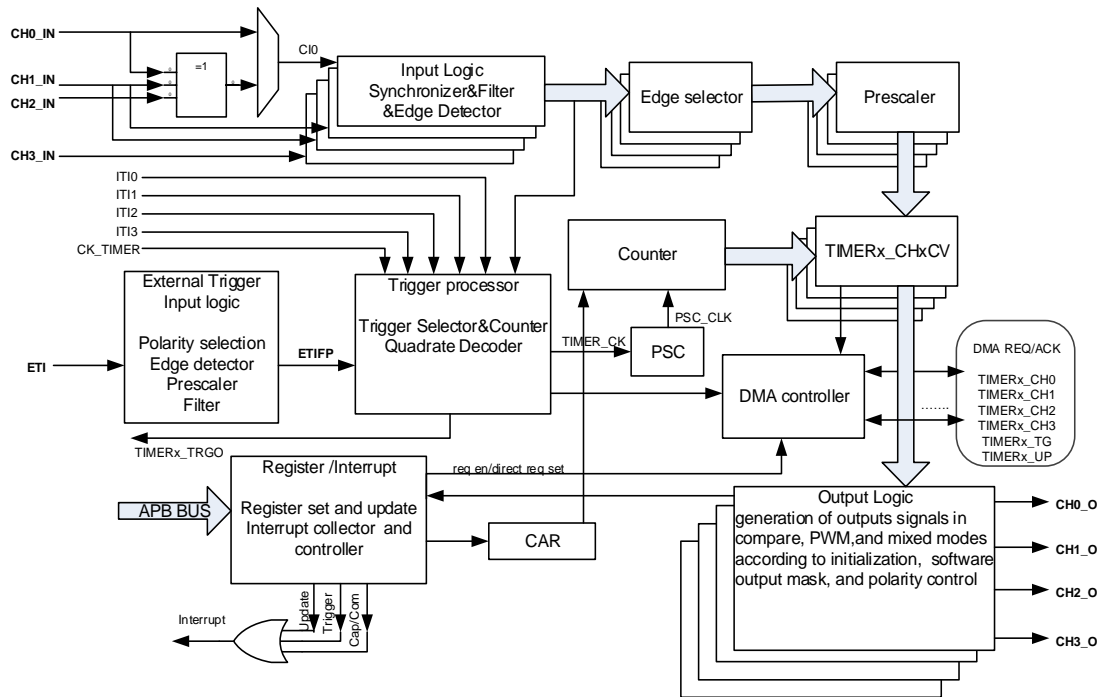 CH0_IN
CH1_IN
CH2_IN
CH3_IN
=1
CI0
Input Logic
Synchronizer&Filter
&Edge Detector
Edge selector
Prescaler
ITI0
ITI1
ITI2
ITI3
CK_TIMER
Counter
TIMERx_CHxCV
External Trigger
Input logic
Polarity selection
Edge detector
Prescaler
Filter
ETI
ETIFP
Trigger processor
Trigger Selector&Counter
Quadrate Decoder
TIMER_CK
PSC
PSC_CLK
DMA controller
DMA REQ/ACK
TIMERx_CH0
TIMERx_CH1
TIMERx_CH2
TIMERx_CH3
TIMERx_TG
TIMERx_UP
.......
TIMERx_TRGO
Register /Interrupt
Register set and update
Interrupt collector and
controller
req en/direct req set
APB BUS
CAR
Output Logic
generation of outputs signals in
compare, PWM,and mixed modes
according to initialization, software
output mask, and polarity control
CH0_O
CH1_O
CH2_O
CH3_O
Update
Trigger
Cap/Com
Interrupt